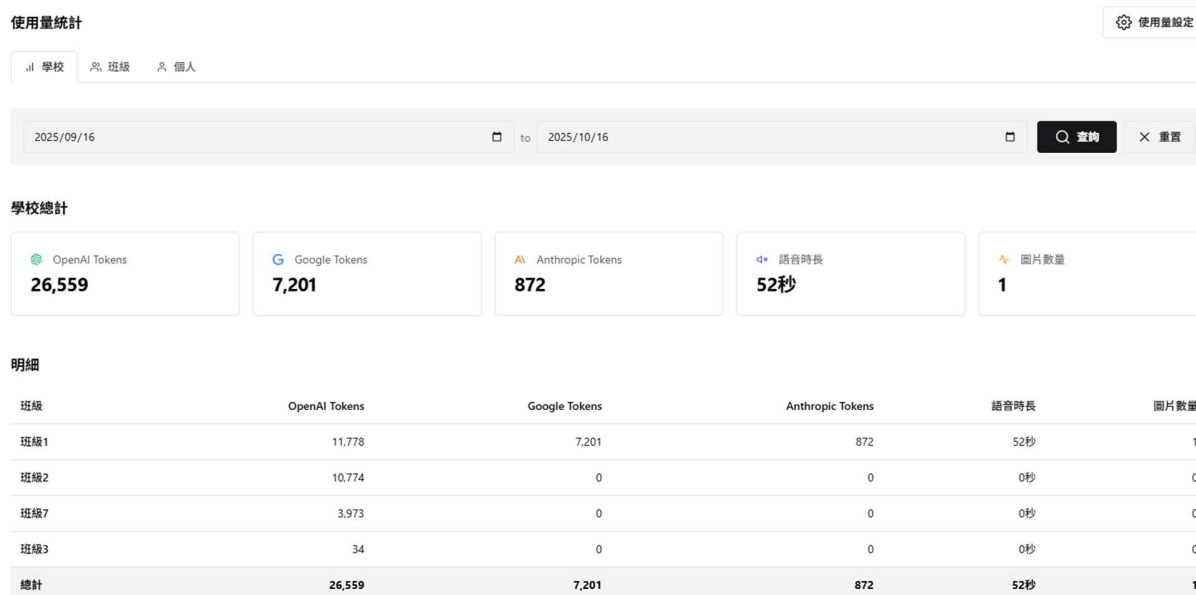 使用量統計
使用量設定
學校 班級 個人
2025/09/16 to 2025/10/16 查詢 重置
學校總計
OpenAI Tokens Google Tokens Anthropic Tokens 語音時長 圖片數量
26,559 7,201 872 52秒 1
明細
班級 OpenAI Tokens Google Tokens Anthropic Tokens 語音時長 圖片數量
班級1 11,778 7,201 872 52秒 1
班級2 10,774 0 0 0秒 0
班級7 3,973 0 0 0秒 0
班級3 34 0 0 0秒 0
總計 26,559 7,201 872 52秒 1